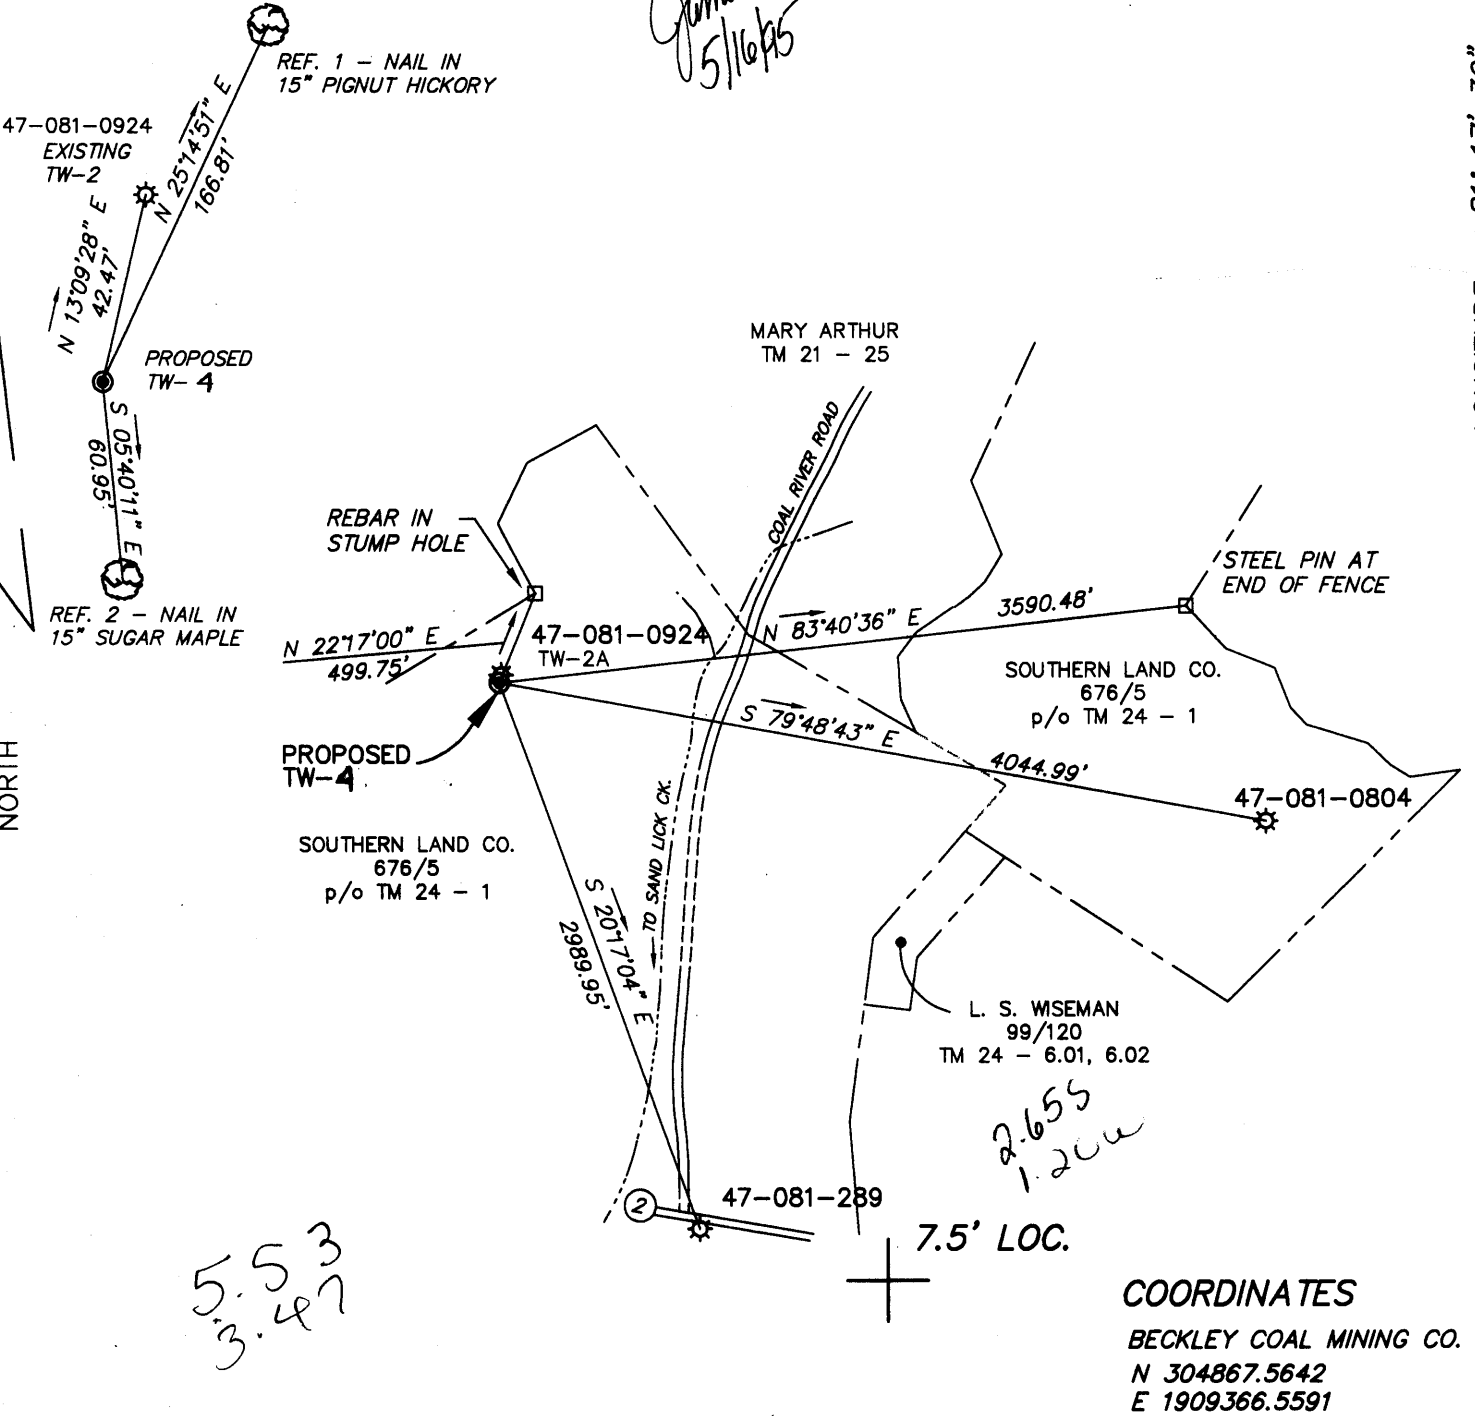 5/16/95
REF. 1 - NAIL IN
15" PIGNUT HICKORY
47-081-0924
EXISTING
TW-2
N 25°14'51" E
166.81'
N 13°09'28" E
42.47'
PROPOSED
TW-4
S 05°40'11" E
60.95'
REF. 2 - NAIL IN
15" SUGAR MAPLE
NORTH
MARY ARTHUR
TM 21 - 25
COAL RIVER ROAD
REBAR IN
STUMP HOLE
STEEL PIN AT
END OF FENCE
N 22°17'00" E
499.75'
47-081-0924
TW-2A
N 83°40'36" E
3590.48'
SOUTHERN LAND CO.
676/5
p/o TM 24 - 1
S 79°48'43" E
4044.99'
47-081-0804
PROPOSED
TW-4
SOUTHERN LAND CO.
676/5
p/o TM 24 - 1
S 20°17'04" E
2989.95'
TO SAND LICK CK.
L. S. WISEMAN
99/120
TM 24 - 6.01, 6.02
2.65S
47-081-289
2
7.5' LOC.
5.53
3.47
COORDINATES
BECKLEY COAL MINING CO.
N 304867.5642
E 1909366.5591